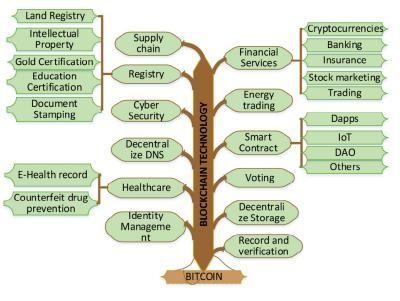 Land Registry
Intellectual
Property
Gold Certification
Education
Certification
Document
Stamping
E-Health record
Counterfeit drug
prevention
Supply
chain
Registry
Cyber
Security
Decentral
ize DNS
Healthcare
Identity
Manageme
nt
BLOCKCHAIN TECHNOLOGY
BITCOIN
Financial
Services
Energy
trading
Smart
Contract
Voting
Decentrali
ze Storage
Record and
verification
Cryptocurrencies
Banking
Insurance
Stock marketing
Trading
Dapps
IoT
DAO
Others